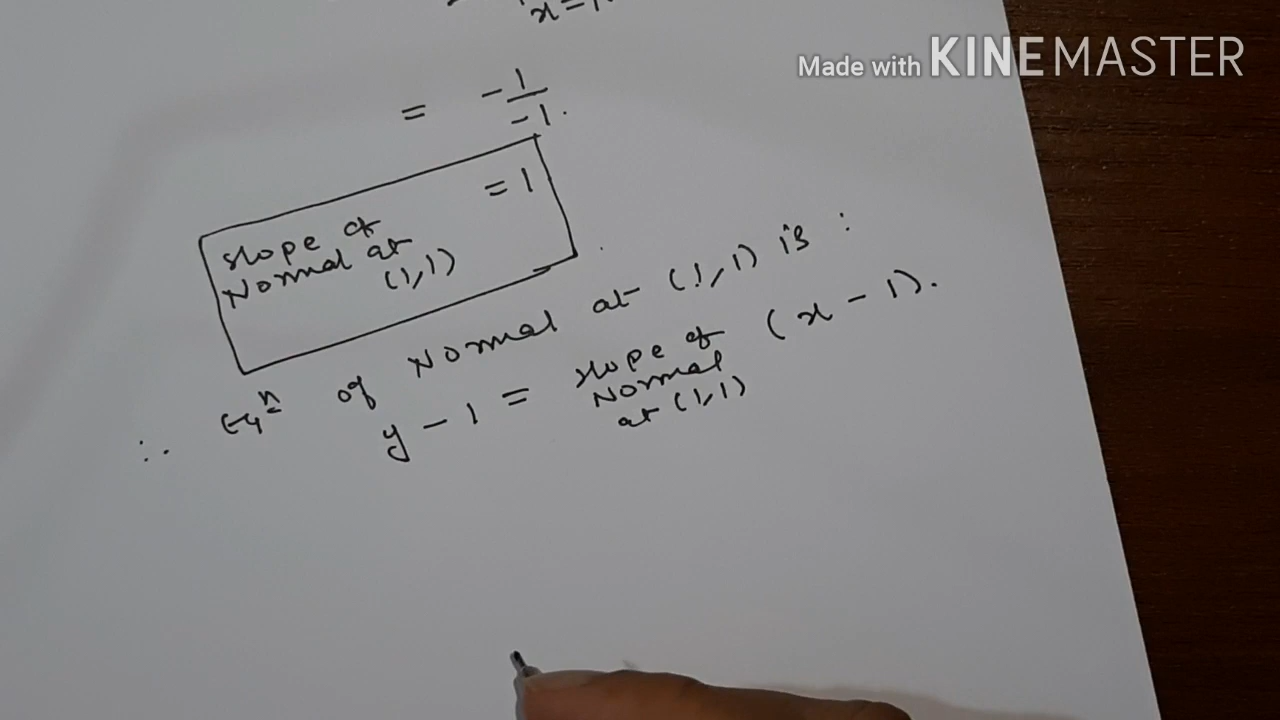 Made with KINEMASTER
x=1
= -1/-1.
= 1
slope of
Normal at
(1,1)
∴ Eqⁿ of Normal at (1,1) is :
y - 1 = slope of Normal at (1,1) (x - 1).